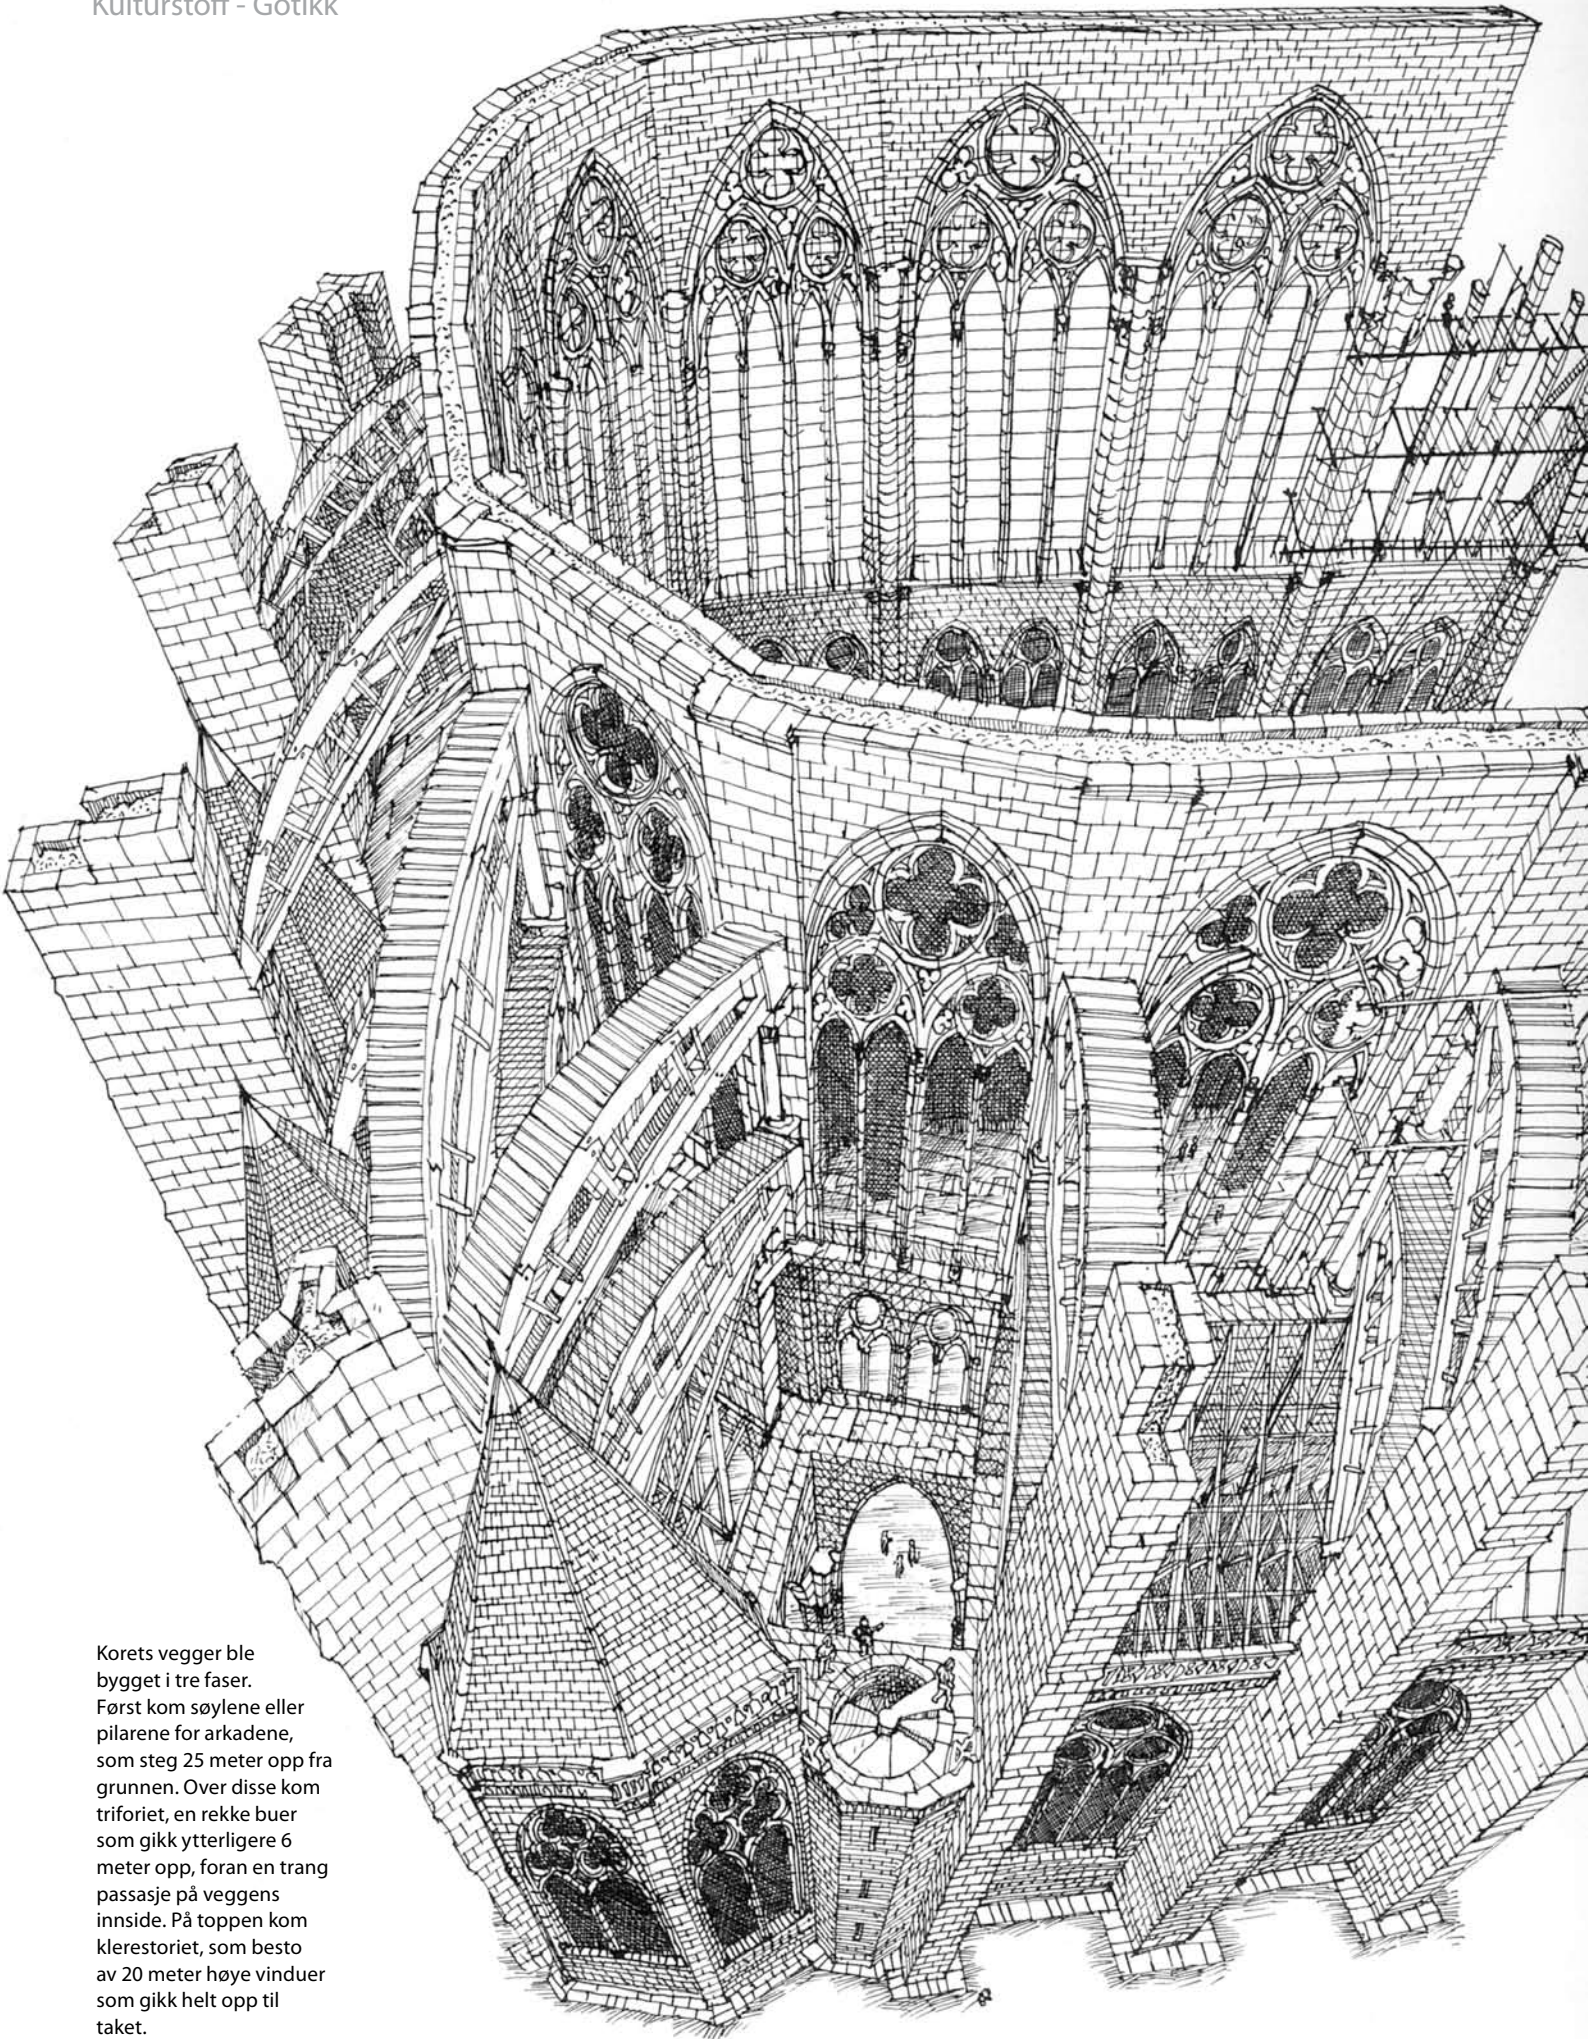 Kulturstoff - Gotikk
Korets vegger ble
bygget i tre faser.
Først kom søylene eller
pilarene for arkadene,
som steg 25 meter opp fra
grunnen. Over disse kom
triforiet, en rekke buer
som gikk ytterligere 6
meter opp, foran en trang
passasje på veggens
innside. På toppen kom
klerestoriet, som besto
av 20 meter høye vinduer
som gikk helt opp til
taket.